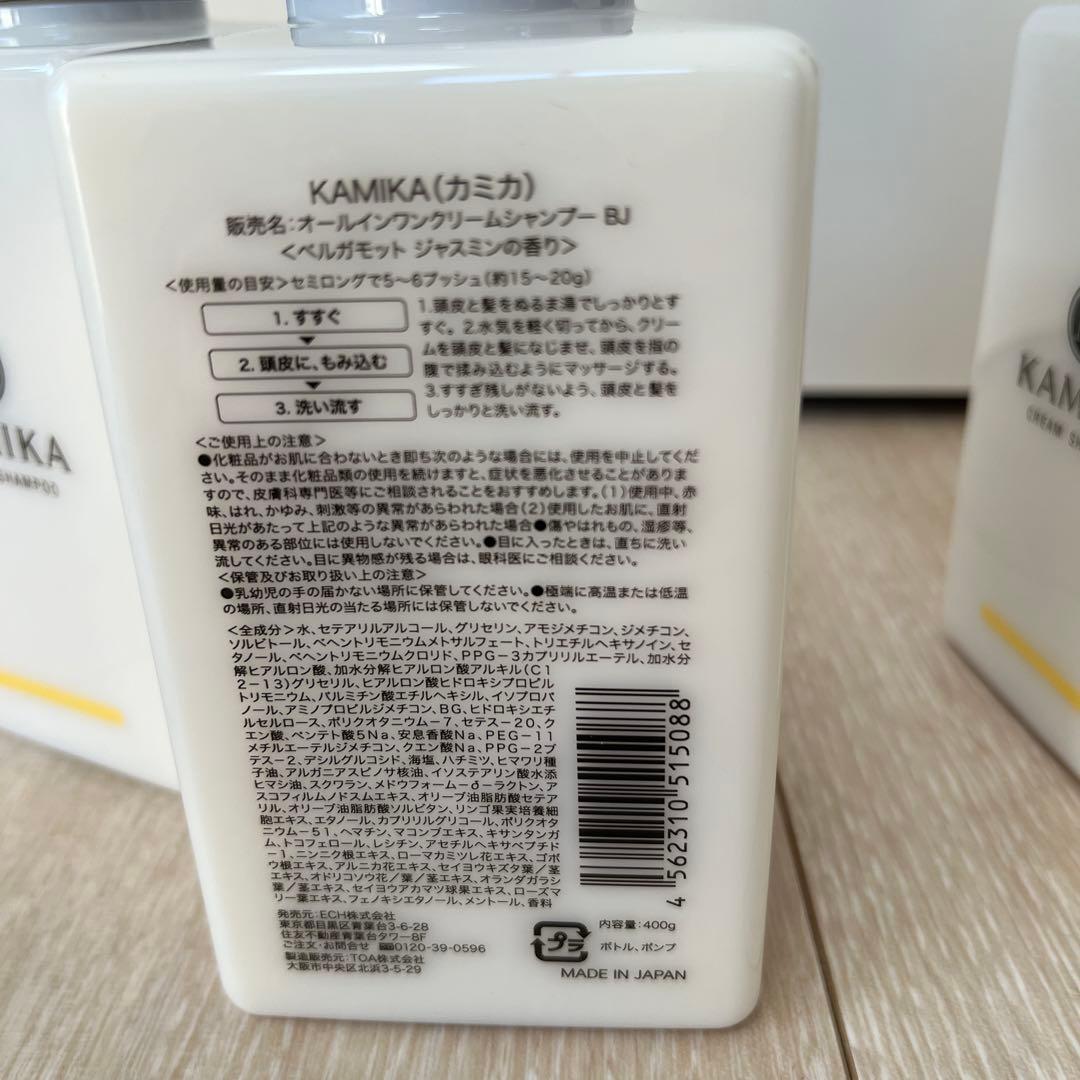 KAMIKA(カミカ)
販売名:オールインワンクリームシャンプー BJ
<ベルガモット ジャスミンの香り>
<使用量の目安>セミロングで5〜6プッシュ(約15〜20g)
1. すすぐ
2. 頭皮に、もみ込む
3. 洗い流す
1.頭皮と髪をぬるま湯でしっかりとす
すぐ。2.水気を軽く切ってから、クリー
ムを頭皮と髪になじませ、頭皮を指の
腹で揉み込むようにマッサージする。
3.すすぎ残しがないよう、頭皮と髪を
しっかりと洗い流す。
<ご使用上の注意>
●化粧品がお肌に合わないとき即ち次のような場合には、使用を中止してくだ
さい。そのまま化粧品類の使用を続けますと、症状を悪化させることがありま
すので、皮膚科専門医等にご相談されることをおすすめします。(1)使用中、赤
味、はれ、かゆみ、刺激等の異常があらわれた場合(2)使用したお肌に、直射
日光があたって上記のような異常があらわれた場合●傷やはれもの、湿疹等、
異常のある部位には使用しないでください。●目に入ったときは、直ちに洗い
流してください。目に異物感が残る場合は、眼科医にご相談ください。
<保管及びお取り扱い上の注意>
●乳幼児の手の届かない場所に保管してください。●極端に高温または低温
の場所、直射日光の当たる場所には保管しないでください。
<全成分>水、セテアリルアルコール、グリセリン、アモジメチコン、ジメチコン、
ソルビトール、ベヘントリモニウムメトサルフェート、トリエチルヘキサノイン、セ
タノール、ベヘントリモニウムクロリド、PPG-3カプリリルエーテル、加水分
解ヒアルロン酸、加水分解ヒアルロン酸アルキル(C1
2-13)グリセリル、ヒアルロン酸ヒドロキシプロピル
トリモニウム、パルミチン酸エチルヘキシル、イソプロパ
ノール、アミノプロピルジメチコン、BG、ヒドロキシエチ
ルセルロース、ポリクオタニウム-7、セテス-20、ク
エン酸、ペンテト酸5Na、安息香酸Na、PEG-11
メチルエーテルジメチコン、クエン酸Na、PPG-2ブ
テス-2、デシルグルコシド、海塩、ハチミツ、ヒマワリ種
子油、アルガニアスピノサ核油、イソステアリン酸水添
ヒマシ油、スクワラン、メドウフォーム-δ-ラクトン、ア
スコフィルムノドスムエキス、オリーブ油脂肪酸セテア
リル、オリーブ油脂肪酸ソルビタン、リンゴ果実培養細
胞エキス、エタノール、カプリリルグリコール、ポリクオタ
ニウム-51、ヘマチン、マコンブエキス、キサンタンガ
ム、トコフェロール、レシチン、アセチルヘキサペプチド
-1、ニンニク根エキス、ローマカミツレ花エキス、ゴボ
ウ根エキス、アルニカ花エキス、セイヨウキズタ葉/茎
エキス、オドリコソウ花/葉/茎エキス、オランダガラシ
葉/茎エキス、セイヨウアカマツ球果エキス、ローズマ
リー葉エキス、フェノキシエタノール、メントール、香料
4 562310 515088
発売元:ECH株式会社
東京都目黒区青葉台3-6-28
住友不動産青葉台タワー8F
ご注文・お問合せ 0120-39-0596
製造販売元:TOA株式会社
大阪市中央区北浜3-5-29
プラ
内容量:400g
ボトル、ポンプ
MADE IN JAPAN
IKA
SHAMPOO
KAM
CREAM SH